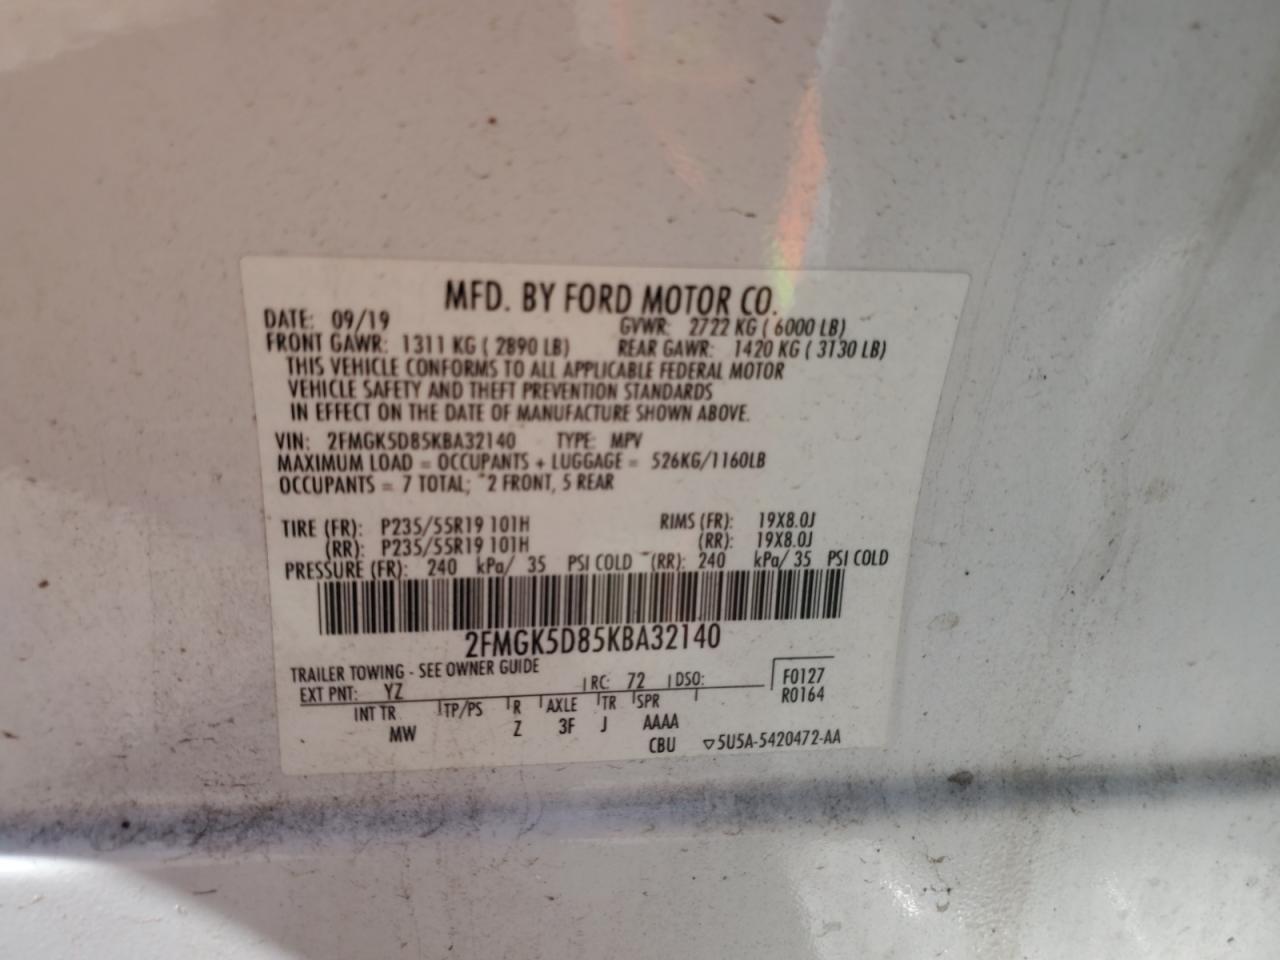 MFD. BY FORD MOTOR CO.
DATE: 09/19 GVWR: 2722 KG ( 6000 LB)
FRONT GAWR: 1311 KG ( 2890 LB) REAR GAWR: 1420 KG ( 3130 LB)
THIS VEHICLE CONFORMS TO ALL APPLICABLE FEDERAL MOTOR
VEHICLE SAFETY AND THEFT PREVENTION STANDARDS
IN EFFECT ON THE DATE OF MANUFACTURE SHOWN ABOVE.
VIN: 2FMGK5D85KBA32140 TYPE: MPV
MAXIMUM LOAD = OCCUPANTS + LUGGAGE = 526KG/1160LB
OCCUPANTS = 7 TOTAL; 2 FRONT, 5 REAR
TIRE (FR): P235/55R19 101H RIMS (FR): 19X8.0J
(RR): P235/55R19 101H (RR): 19X8.0J
PRESSURE (FR): 240 kPa/ 35 PSI COLD (RR): 240 kPa/ 35 PSI COLD
2FMGK5D85KBA32140
TRAILER TOWING - SEE OWNER GUIDE
EXT PNT: YZ RC: 72 DSO: F0127
R0164
INT TR TP/PS R AXLE TR SPR
MW Z 3F J AAAA
CBU ▽5U5A-5420472-AA